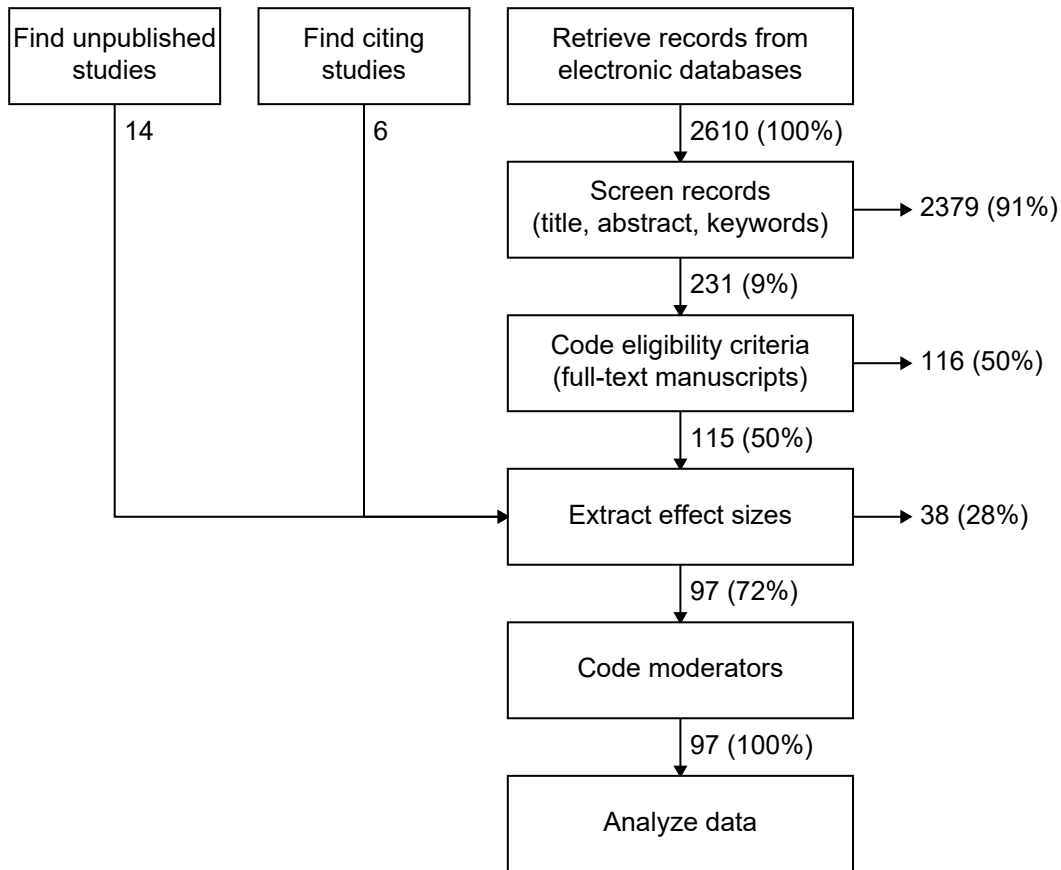 Find unpublished
studies
Find citing
studies
Retrieve records from
electronic databases
14
6
2610 (100%)
Screen records
(title, abstract, keywords)
2379 (91%)
231 (9%)
Code eligibility criteria
(full-text manuscripts)
116 (50%)
115 (50%)
Extract effect sizes
38 (28%)
97 (72%)
Code moderators
97 (100%)
Analyze data